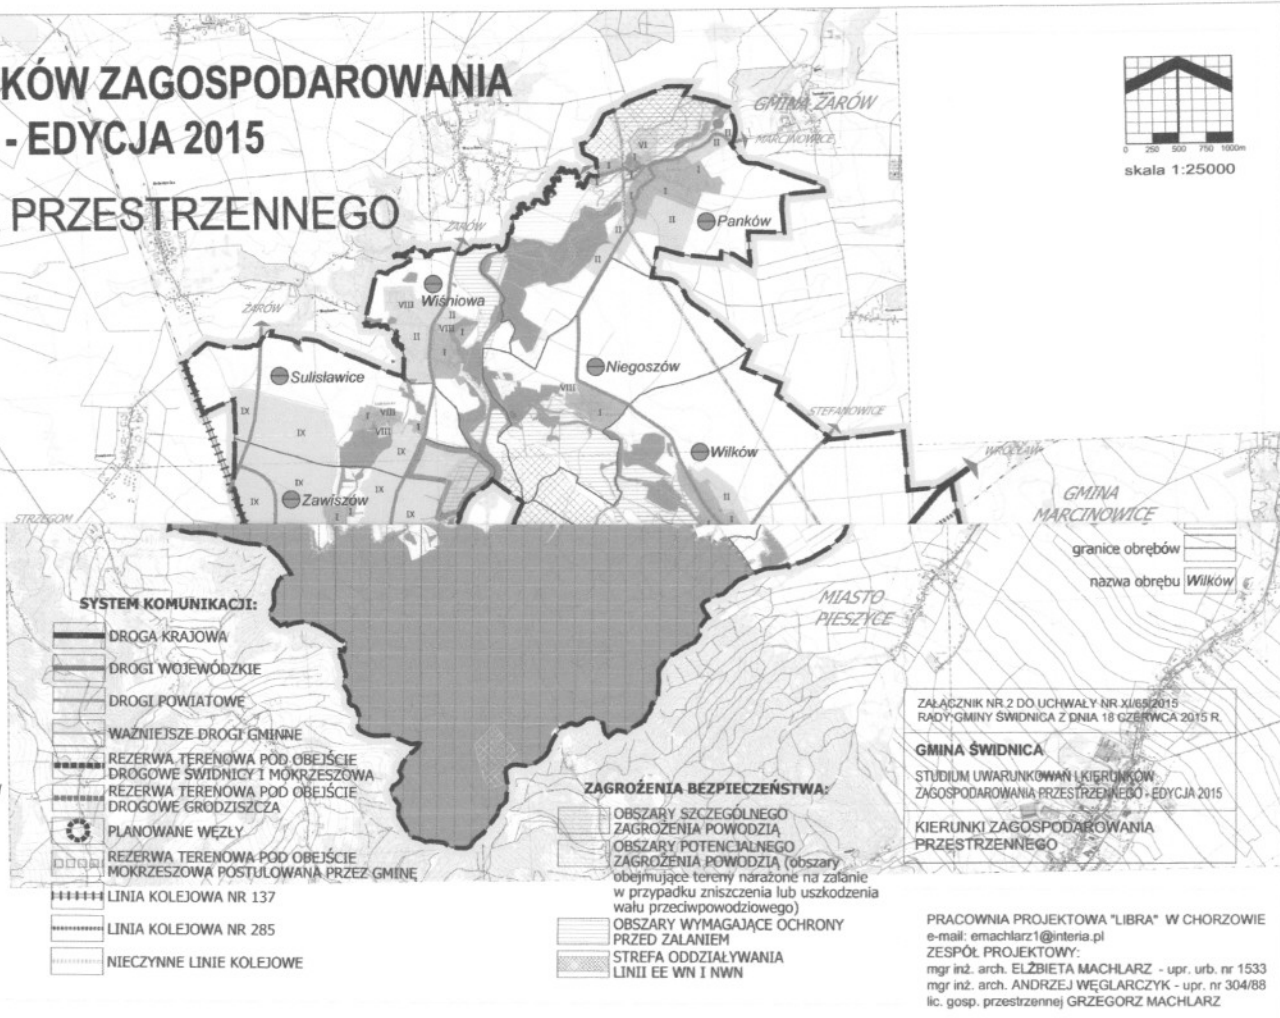 KÓW ZAGOSPODAROWANIA
- EDYCJA 2015
PRZESTRZENNEGO
GMINA ŻARÓW
MARCINOWICE
0 250 500 750 1000m
skala 1:25000
ŻARÓW
Panków
Wiśniowa
ŻARÓW
Sulisławice
Niegoszów
STEFANOWICE
Wilków
WROCŁAW
Zawiszów
STRZEGOM
GMINA
MARCINOWICE
granice obrębów
nazwa obrębu Wilków
MIASTO
PIESZYCE
SYSTEM KOMUNIKACJI:
DROGA KRAJOWA
DROGI WOJEWÓDZKIE
DROGI POWIATOWE
WAŻNIEJSZE DROGI GMINNE
REZERWA TERENOWA POD OBEJŚCIE
DROGOWE ŚWIDNICY I MOKRZESZOWA
REZERWA TERENOWA POD OBEJŚCIE
DROGOWE GRODZISZCZA
PLANOWANE WĘZŁY
REZERWA TERENOWA POD OBEJŚCIE
MOKRZESZOWA POSTULOWANA PRZEZ GMINĘ
LINIA KOLEJOWA NR 137
LINIA KOLEJOWA NR 285
NIECZYNNE LINIE KOLEJOWE
ZAGROŻENIA BEZPIECZEŃSTWA:
OBSZARY SZCZEGÓLNEGO
ZAGROŻENIA POWODZIĄ
OBSZARY POTENCJALNEGO
ZAGROŻENIA POWODZIĄ (obszary
obejmujące tereny narażone na zalanie
w przypadku zniszczenia lub uszkodzenia
wału przeciwpowodziowego)
OBSZARY WYMAGAJĄCE OCHRONY
PRZED ZALANIEM
STREFA ODDZIAŁYWANIA
LINII EE WN I NWN
ZAŁĄCZNIK NR 2 DO UCHWAŁY NR XI/65/2015
RADY GMINY ŚWIDNICA Z DNIA 18 CZERWCA 2015 R.
GMINA ŚWIDNICA
STUDIUM UWARUNKOWAŃ I KIERUNKÓW
ZAGOSPODAROWANIA PRZESTRZENNEGO - EDYCJA 2015
KIERUNKI ZAGOSPODAROWANIA
PRZESTRZENNEGO
PRACOWNIA PROJEKTOWA "LIBRA" W CHORZOWIE
e-mail: emachlarz1@interia.pl
ZESPÓŁ PROJEKTOWY:
mgr inż. arch. ELŻBIETA MACHLARZ - upr. urb. nr 1533
mgr inż. arch. ANDRZEJ WĘGLARCZYK - upr. nr 304/88
lic. gosp. przestrzennej GRZEGORZ MACHLARZ